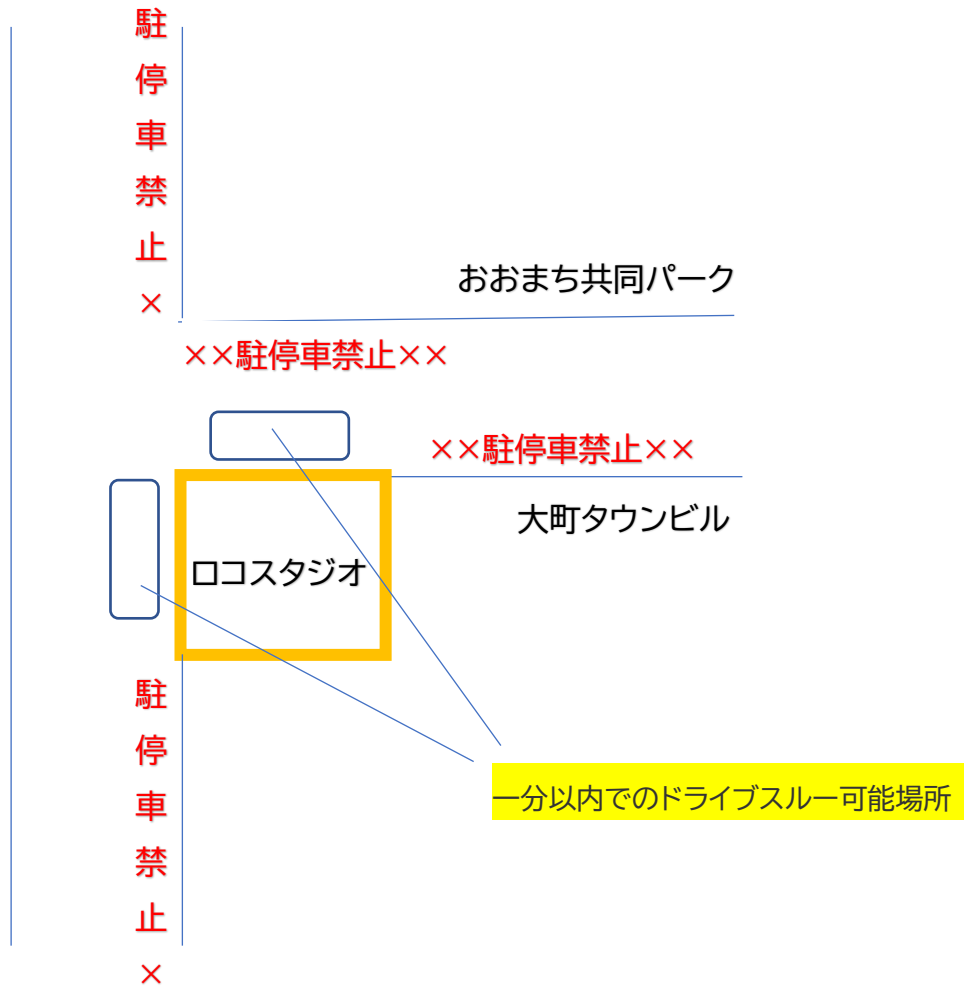 駐停車禁止×
おおまち共同パーク
××駐停車禁止××
××駐停車禁止××
大町タウンビル
ロコスタジオ
駐停車禁止×
一分以内でのドライブスルー可能場所